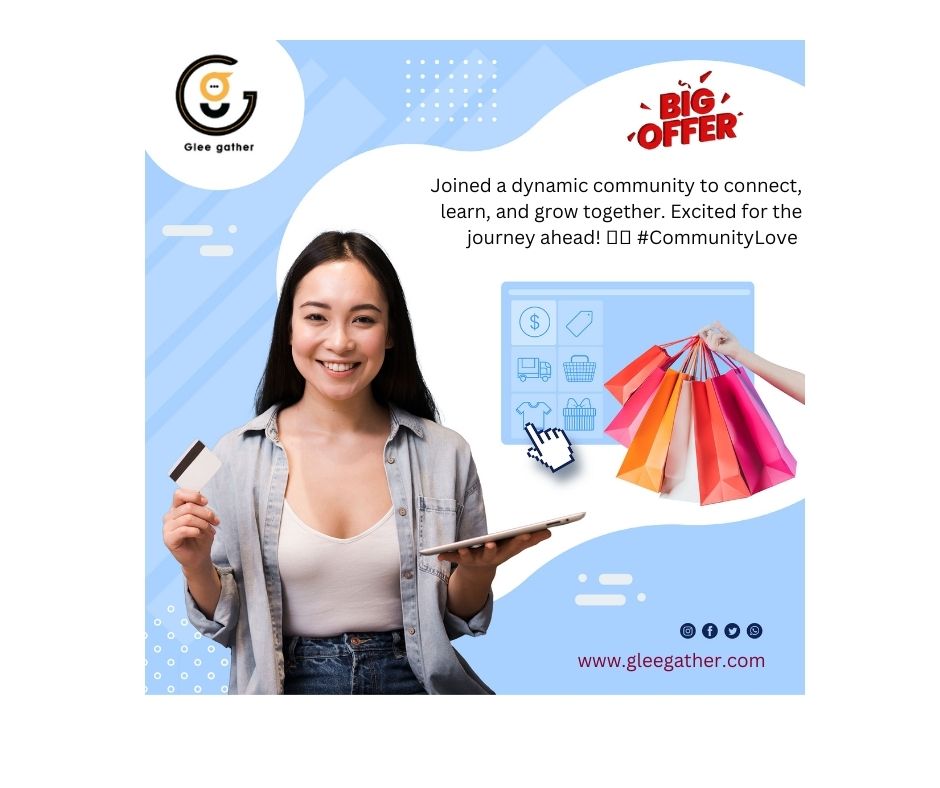 Glee gather
BIG
OFFER
Joined a dynamic community to connect,
learn, and grow together. Excited for the
journey ahead! 🏻🏻 #CommunityLove
$
www.gleegather.com